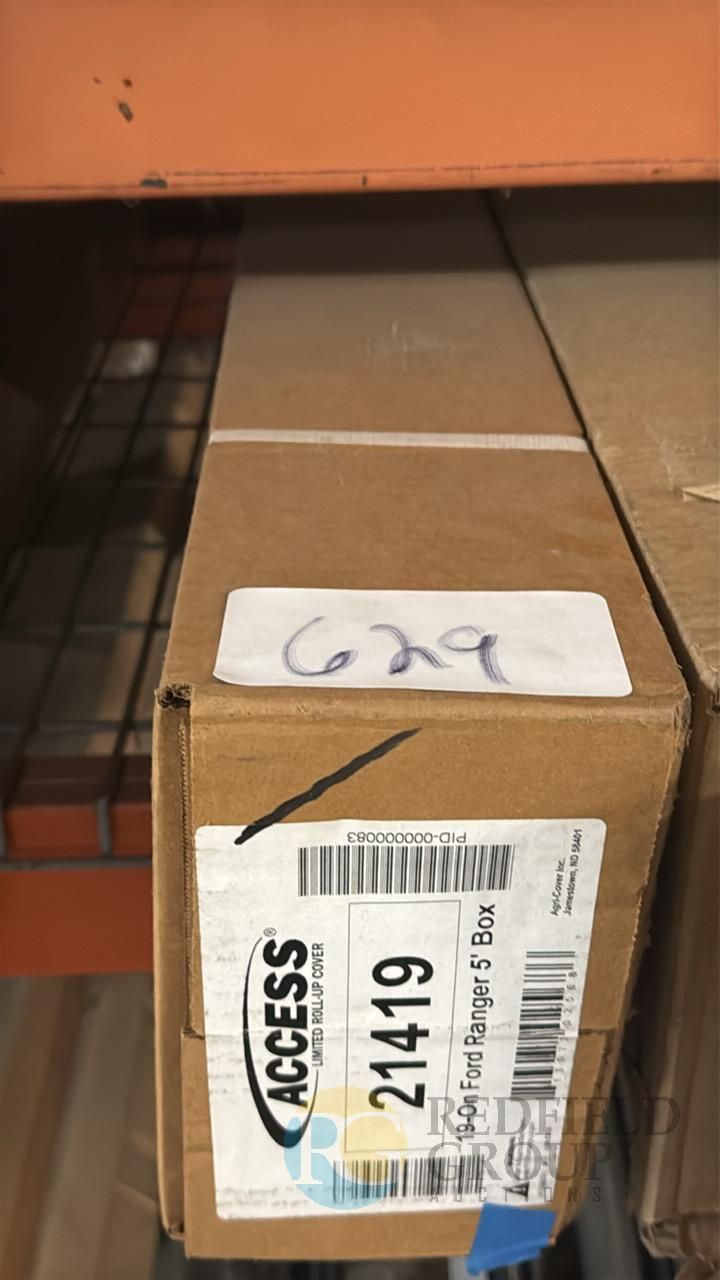 629
PID-000000083
ACCESS®
LIMITED ROLL-UP COVER
21419
19-On Ford Ranger 5' Box
Agri-Cover Inc.
Jamestown, ND 58401
REDFIELD
GROUP
AUCTIONS